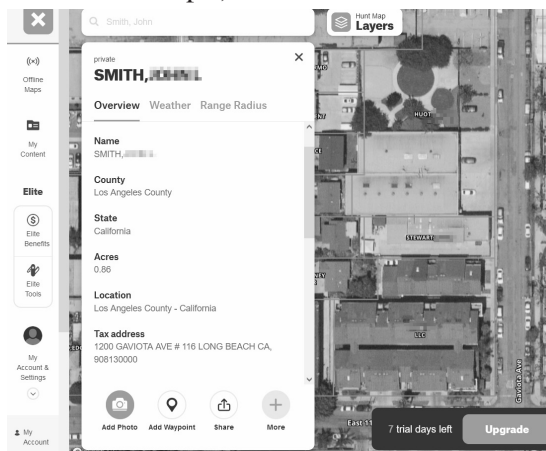 Smith, John
Hunt Map
Layers
Offline
Maps
My
Content
Elite
Elite
Benefits
Elite
Tools
My
Account &
Settings
My
Account
private
SMITH,
Overview Weather Range Radius
Name
SMITH,
County
Los Angeles County
State
California
Acres
0.86
Location
Los Angeles County - California
Tax address
1200 GAVIOTA AVE # 116 LONG BEACH CA,
908130000
Add Photo Add Waypoint Share More
HUOT
STEWART
LLC
Gaviota Ave
East 11
7 trial days left Upgrade